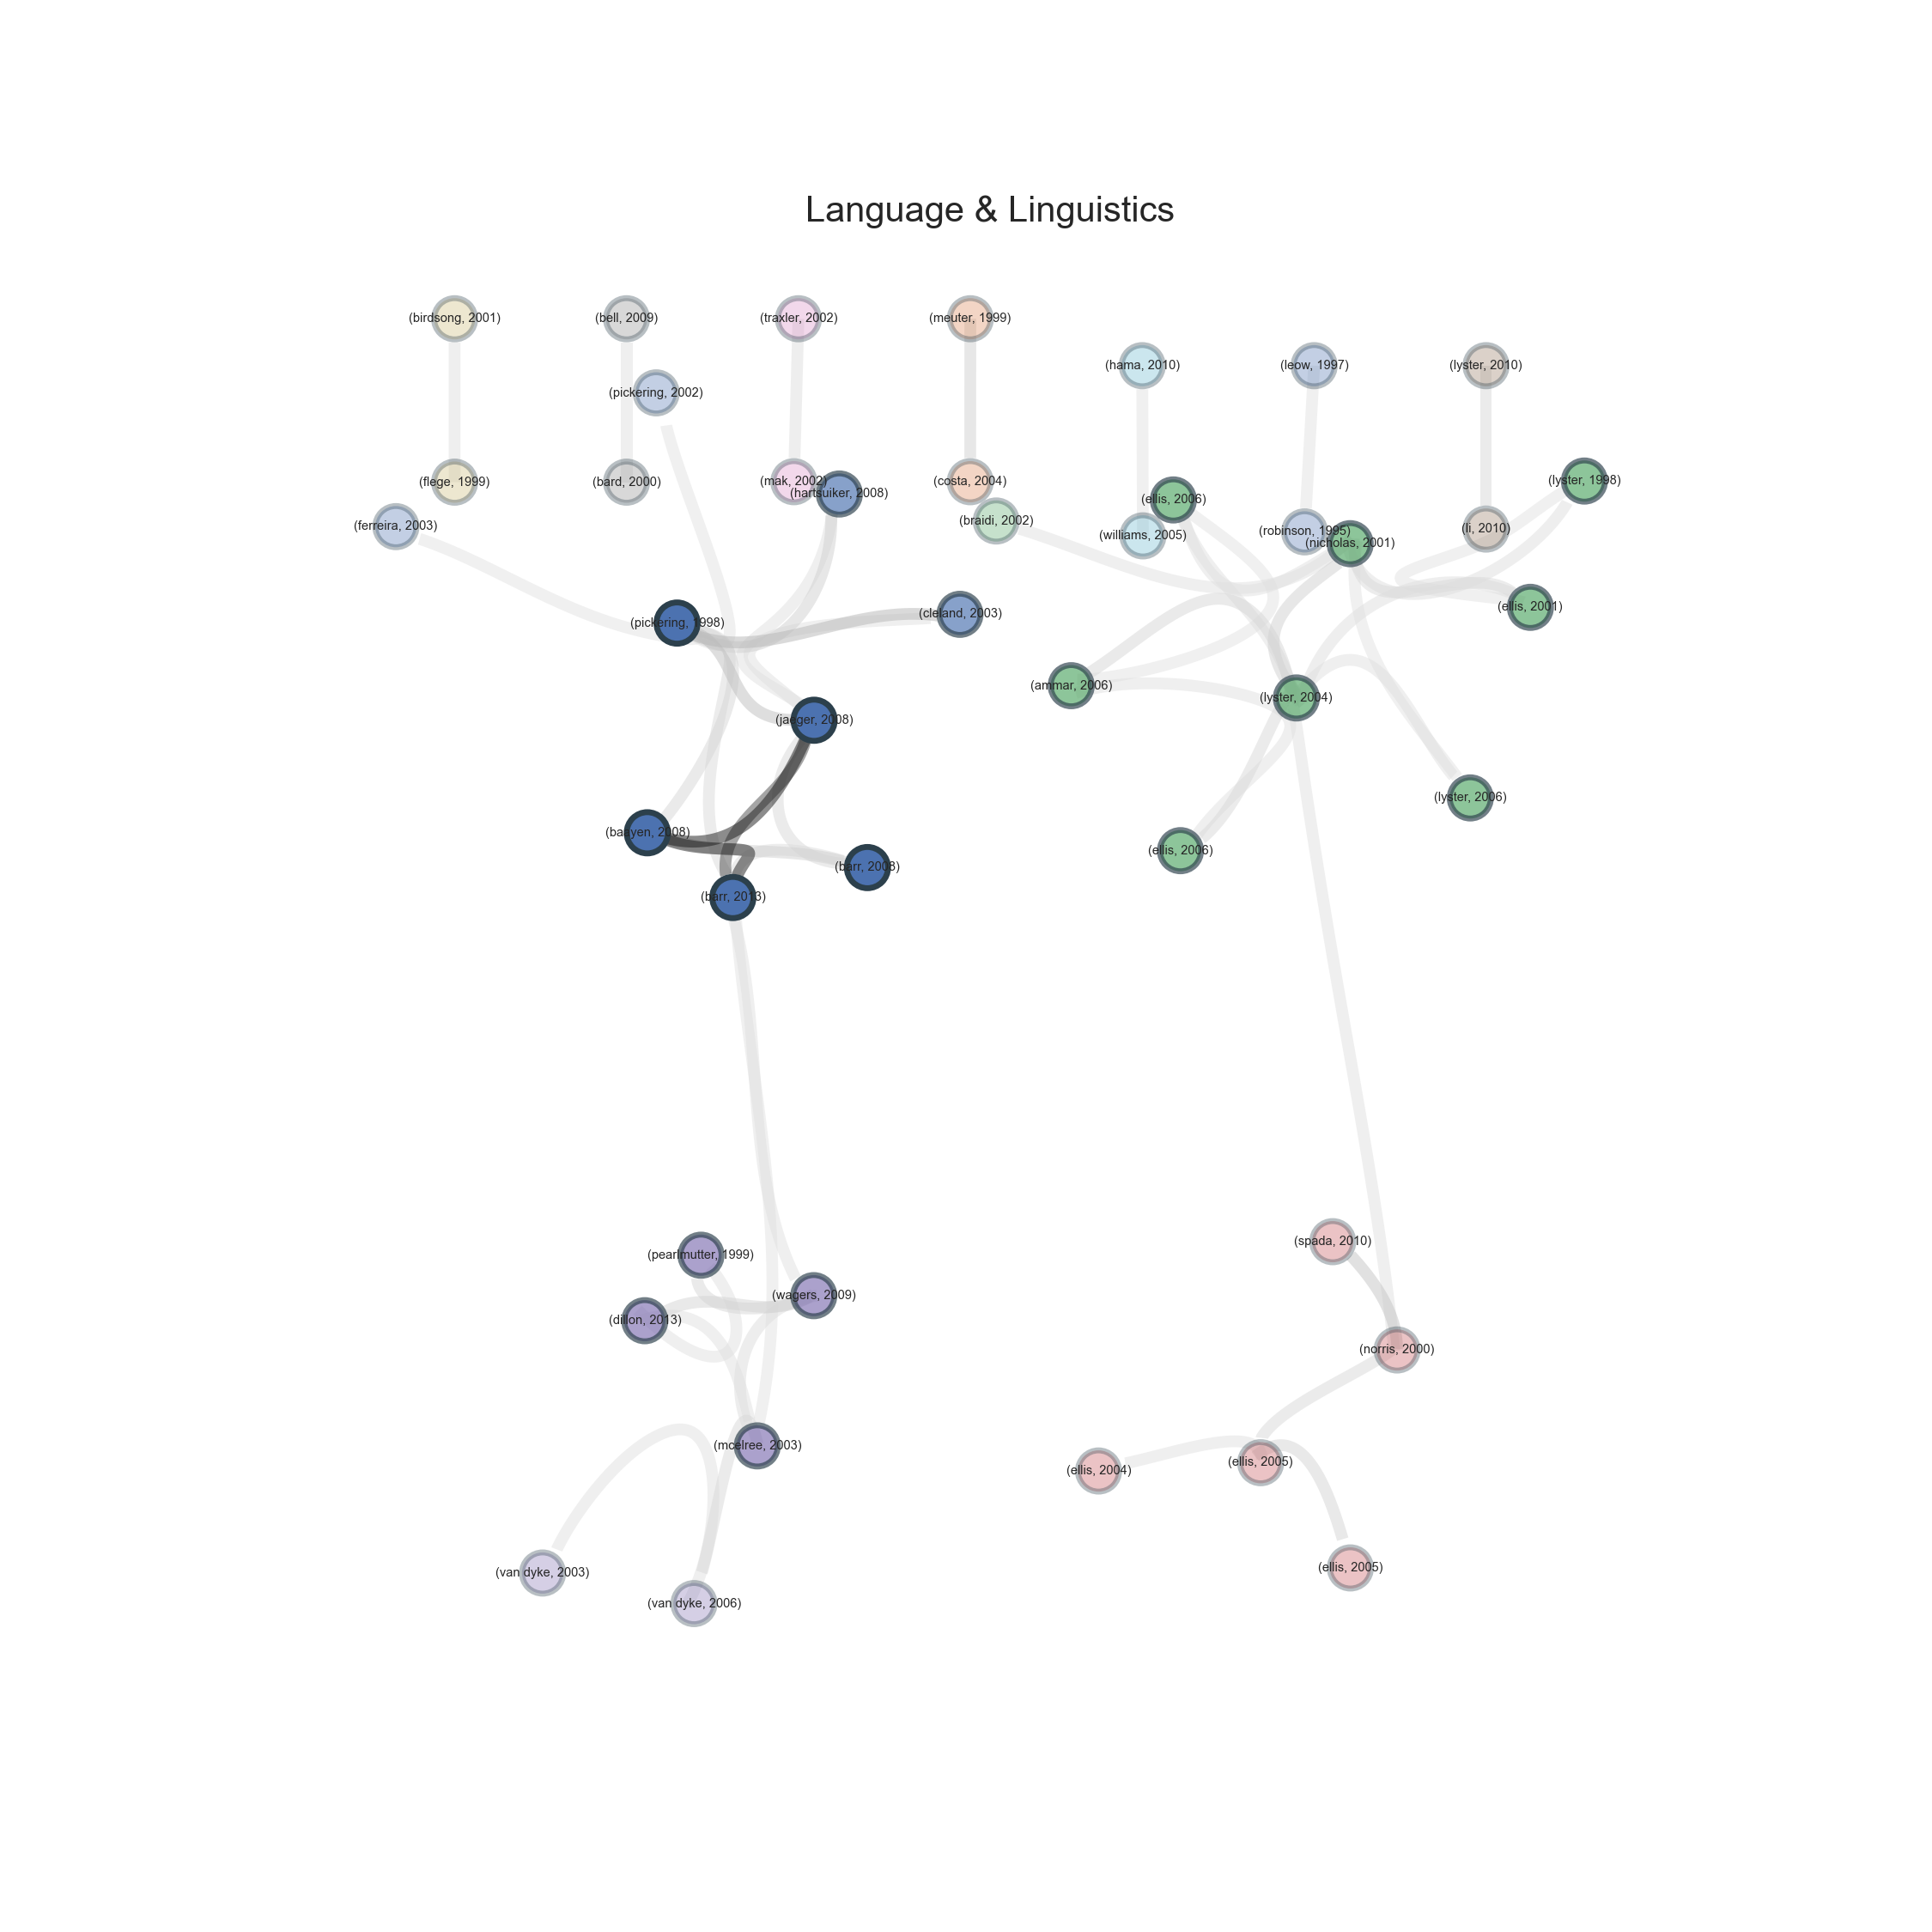 Language & Linguistics
(birdsong, 2001)
(bell, 2009)
(traxler, 2002)
(meuter, 1999)
(hama, 2010)
(leow, 1997)
(lyster, 2010)
(pickering, 2002)
(flege, 1999)
(bard, 2000)
(mak, 2002)
(hartsuiker, 2008)
(costa, 2004)
(lyster, 1998)
(ellis, 2006)
(braidi, 2002)
(ferreira, 2003)
(williams, 2005)
(robinson, 1995)
(nicholas, 2001)
(li, 2010)
(ellis, 2001)
(cleland, 2003)
(pickering, 1998)
(ammar, 2006)
(lyster, 2004)
(jaeger, 2008)
(lyster, 2006)
(baayen, 2008)
(ellis, 2006)
(barr, 2008)
(barr, 2013)
(spada, 2010)
(pearlmutter, 1999)
(wagers, 2009)
(dillon, 2013)
(norris, 2000)
(mcelree, 2003)
(ellis, 2005)
(ellis, 2004)
(ellis, 2005)
(van dyke, 2003)
(van dyke, 2006)